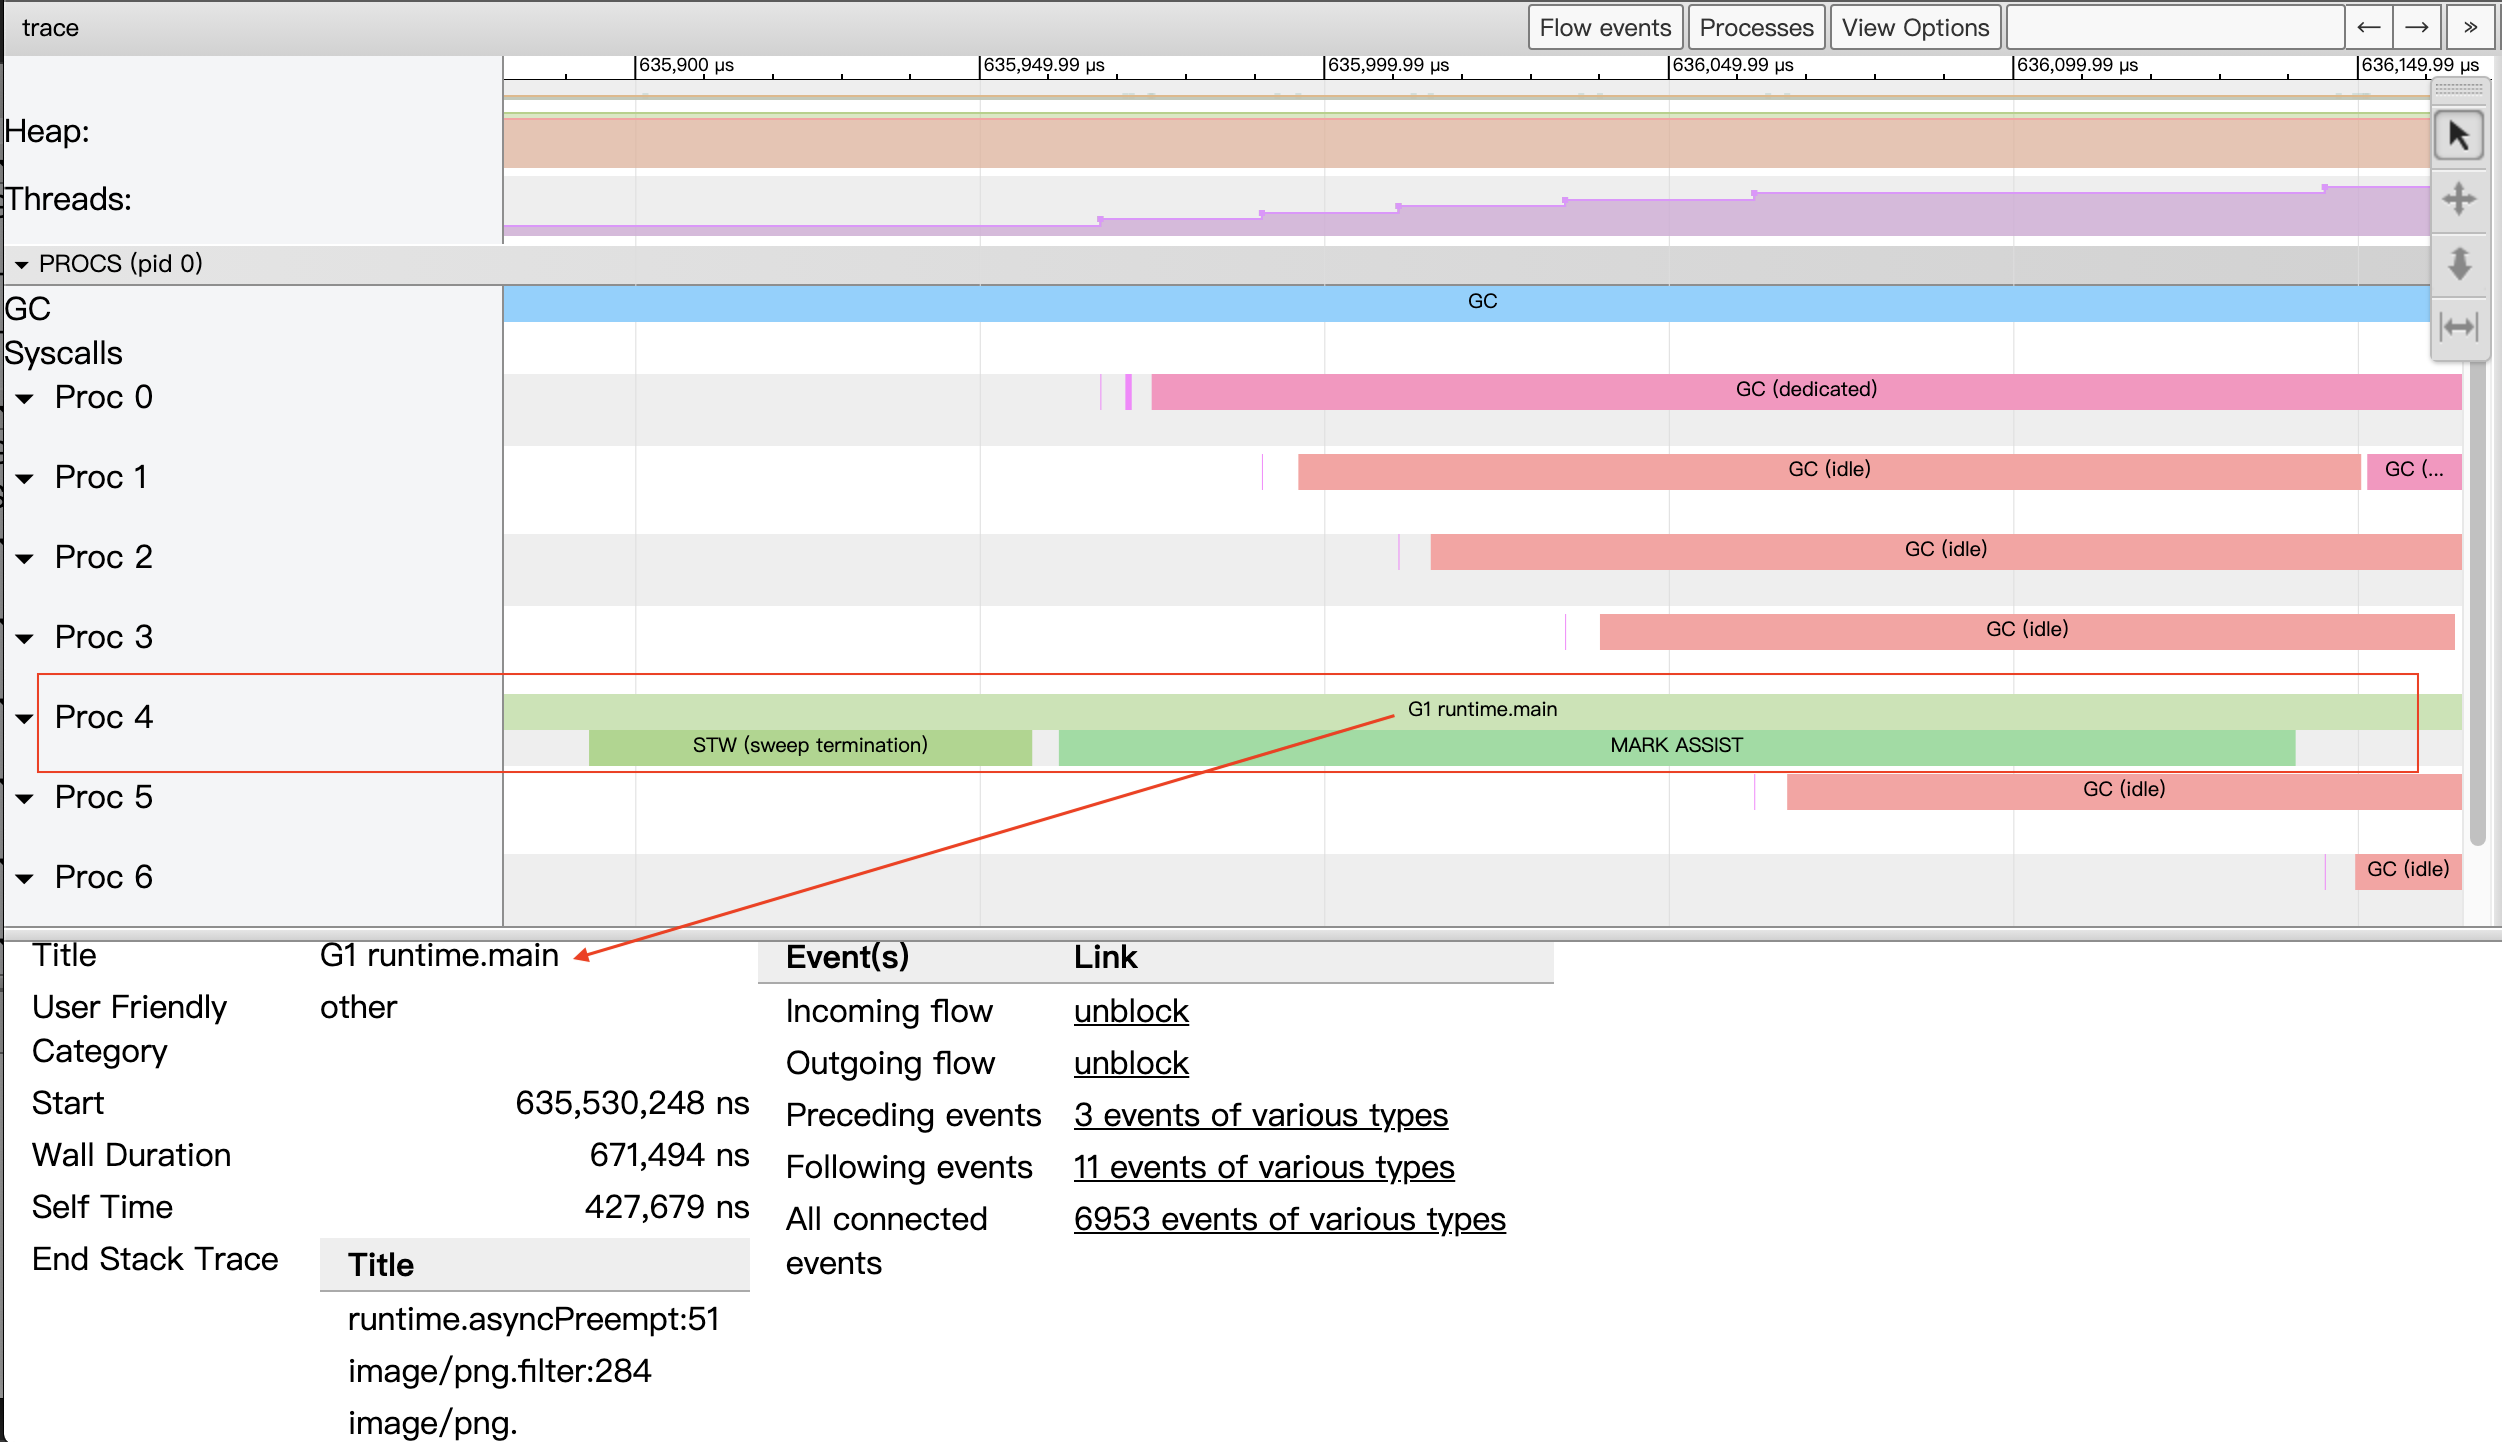 trace
Flow events Processes View Options ← → »
635,900 µs 635,949.99 µs 635,999.99 µs 636,049.99 µs 636,099.99 µs 636,149.99 µs
Heap:
Threads:
PROCS (pid 0)
GC GC
Syscalls
Proc 0 GC (dedicated)
Proc 1 GC (idle) GC (...
Proc 2 GC (idle)
Proc 3 GC (idle)
Proc 4 G1 runtime.main
STW (sweep termination) MARK ASSIST
Proc 5 GC (idle)
Proc 6 GC (idle)
Title G1 runtime.main
User Friendly other
Category
Start 635,530,248 ns
Wall Duration 671,494 ns
Self Time 427,679 ns
End Stack Trace Title
runtime.asyncPreempt:51
image/png.filter:284
image/png.
Event(s) Link
Incoming flow unblock
Outgoing flow unblock
Preceding events 3 events of various types
Following events 11 events of various types
All connected 6953 events of various types
events